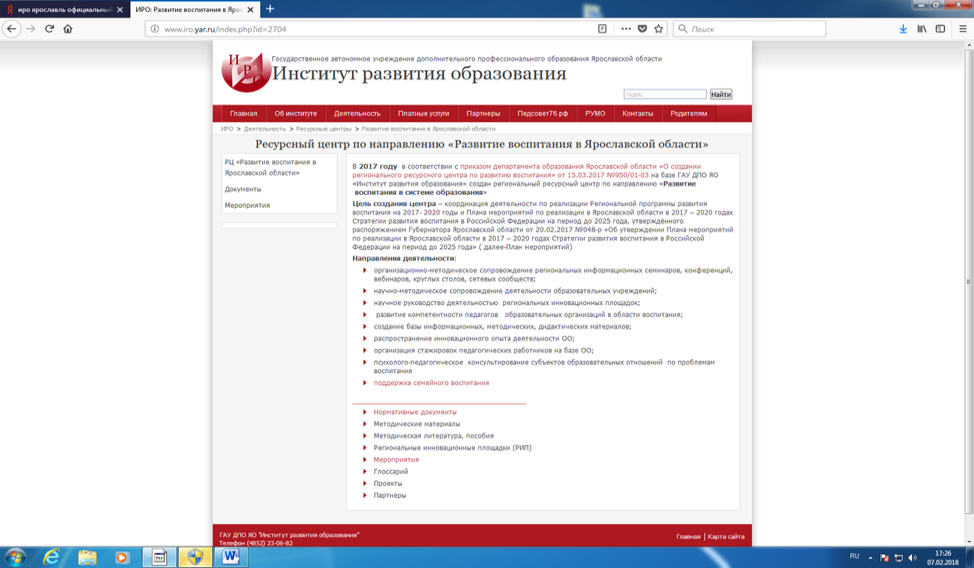 иро ярославль официальный
ИРО: Развитие воспитания в Ярос
www.iro.yar.ru/index.php?id=2704
Поиск
ИРО
Государственное автономное учреждение дополнительного профессионального образования Ярославской области
Институт развития образования
Яндекс
Найти
Главная Об институте Деятельность Платные услуги Партнеры Педсовет76.рф РУМО Контакты Родителям
ИРО > Деятельность > Ресурсные центры > Развитие воспитания в Ярославской области
Ресурсный центр по направлению «Развитие воспитания в Ярославской области»
РЦ «Развитие воспитания в
Ярославской области»
Документы
Мероприятия
В 2017 году в соответствии с приказом департамента образования Ярославской области «О создании
регионального ресурсного центра по развитию воспитания» от 15.03.2017 №950/01-03 на базе ГАУ ДПО ЯО
«Институт развития образования» создан региональный ресурсный центр по направлению «Развитие
воспитания в системе образования»
Цель создания центра – координация деятельности по реализации Региональной программы развития
воспитания на 2017- 2020 годы и Плана мероприятий по реализации в Ярославской области в 2017 – 2020 годах
Стратегии развития воспитания в Российской Федерации на период до 2025 года, утверждённого
распоряжением Губернатора Ярославской области от 20.02.2017 №048-р «Об утверждении Плана мероприятий
по реализации в Ярославской области в 2017 – 2020 годах Стратегии развития воспитания в Российской
Федерации на период до 2025 года» ( далее-План мероприятий)
Направления деятельности:
организационно-методическое сопровождение региональных информационных семинаров, конференций,
вебинаров, круглых столов, сетевых сообществ;
научно-методическое сопровождение деятельности образовательных учреждений;
научное руководство деятельностью региональных инновационных площадок;
развитие компетентности педагогов образовательных организаций в области воспитания;
создание базы информационных, методических, дидактических материалов;
распространение инновационного опыта деятельности ОО;
организация стажировок педагогических работников на базе ОО;
психолого-педагогическое консультирование субъектов образовательных отношений по проблемам
воспитания
поддержка семейного воспитания
Нормативные документы
Методические материалы
Методическая литература, пособия
Региональные инновационные площадки (РИП)
Мероприятия
Глоссарий
Проекты
Партнеры
ГАУ ДПО ЯО "Институт развития образования"
Телефон (4852) 23-06-82
Главная | Карта сайта
RU
17:26
07.02.2018